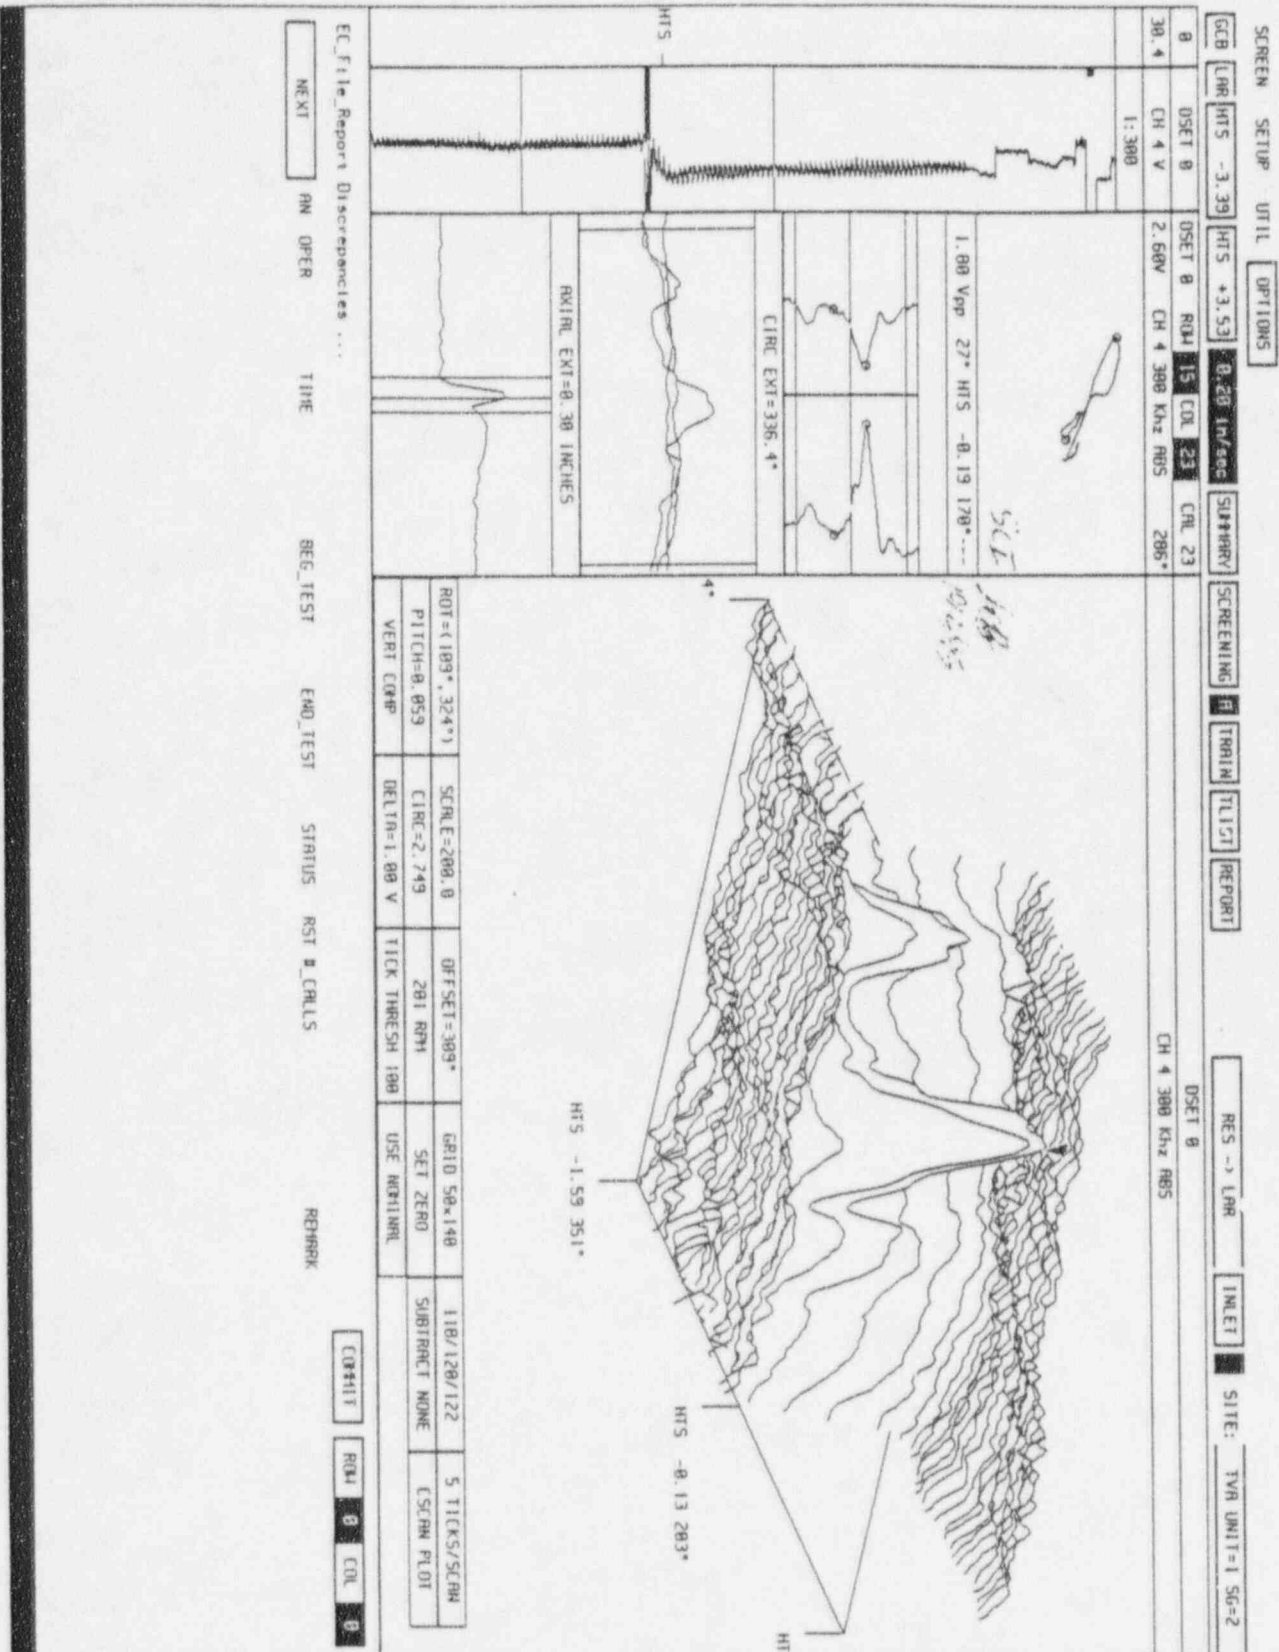 SCREEN SETUP UTIL OPTIONS
GCB LAR HTS -3.39 HTS +3.53 0.20 in/sec SUMMARY SCREENING A TRAIN TLIST REPORT RES -> LAR INLET SITE: TVA UNIT=1 SG=2
0 DSET 0 DSET 0 ROW 15 COL 23 CAL 23 DSET 0
30.4 CH 4 V 2.60V CH 4 300 Khz ABS 286° CH 4 300 Khz ABS
1:300
SCI
1.00 Vpp 27° HTS -0.19 170°---
CIRC EXT=336.4°
4°
HTS
AXIAL EXT=0.30 INCHES
HTS -1.59 351°
HTS -0.13 203°
HT
ROT=(109°,324°) SCALE=200.0 OFFSET=309° GRID 50x140 118/120/122 5 TICKS/SCAN
PITCH=0.059 CIRC=2.749 201 RPM SET ZERO SUBTRACT NONE CSCAN PLOT
VERT COMP DELTA=1.00 V TICK THRESH 100 USE NOMINAL
EC_File_Report Discrepancies ...
COMMIT ROW 0 COL 0
NEXT AN OPER TIME BEG_TEST END_TEST STATUS RST #_CALLS REMARK